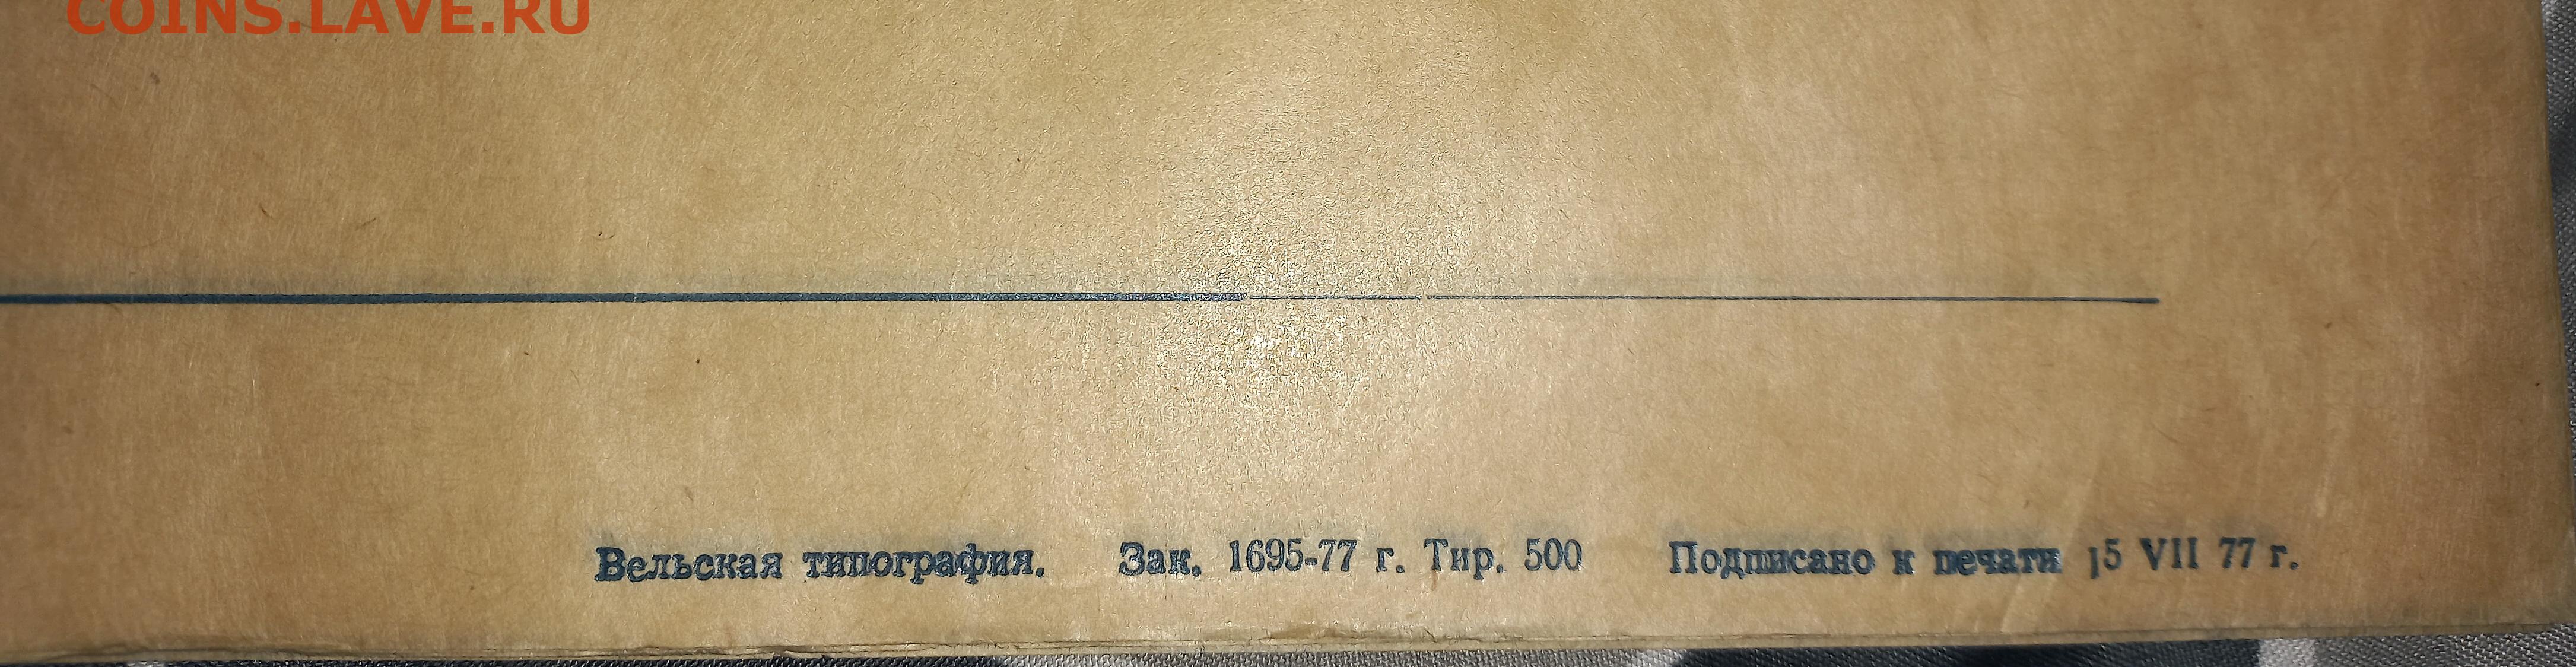 COINS.LAVE.RU
Вельская типография. Зак. 1695-77 г. Тир. 500 Подписано к печати 15 VII 77 г.